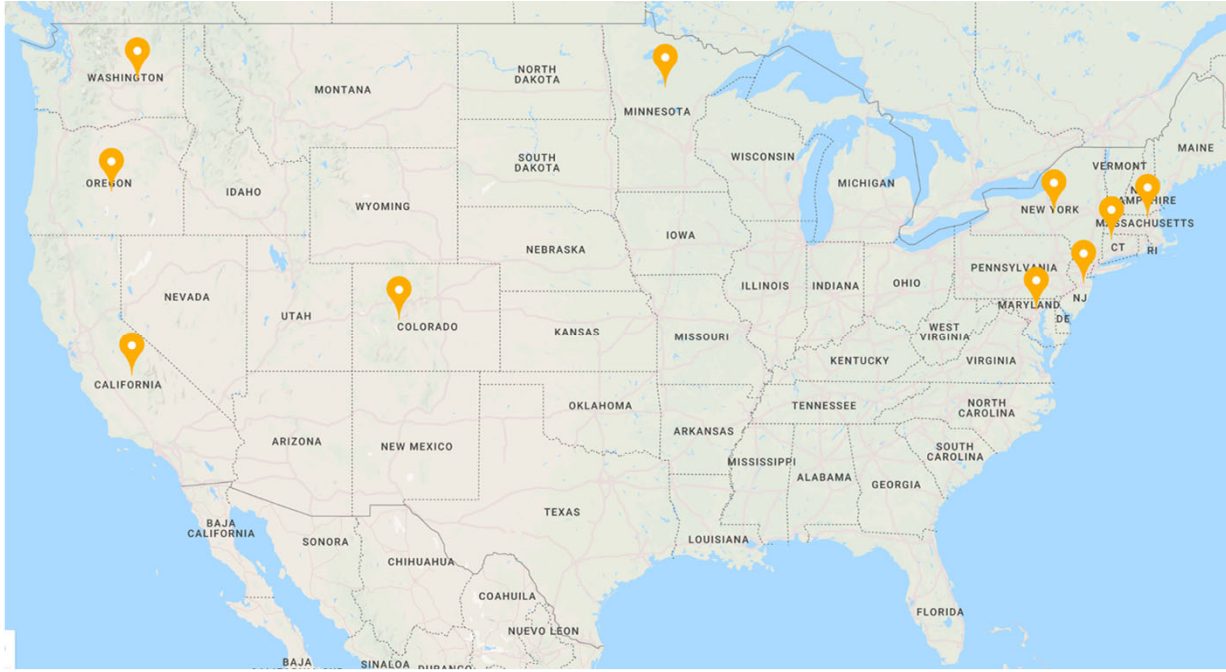 WASHINGTON
MONTANA
NORTH
DAKOTA
MINNESOTA
MAINE
VERMONT
OREGON
IDAHO
SOUTH
DAKOTA
WISCONSIN
MICHIGAN
WYOMING
NEW YORK
MASSACHUSETTS
IOWA
NEBRASKA
CT
RI
PENNSYLVANIA
NEVADA
UTAH
COLORADO
ILLINOIS
INDIANA
OHIO
NJ
MARYLAND
DE
KANSAS
MISSOURI
WEST
VIRGINIA
KENTUCKY
VIRGINIA
CALIFORNIA
OKLAHOMA
TENNESSEE
NORTH
CAROLINA
ARIZONA
NEW MEXICO
ARKANSAS
SOUTH
CAROLINA
MISSISSIPPI
ALABAMA
GEORGIA
TEXAS
LOUISIANA
BAJA
CALIFORNIA
SONORA
CHIHUAHUA
COAHUILA
FLORIDA
NUEVO LEON
BAJA
SINALOA